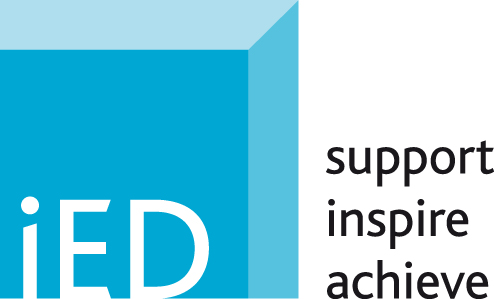 iED
support
inspire
achieve